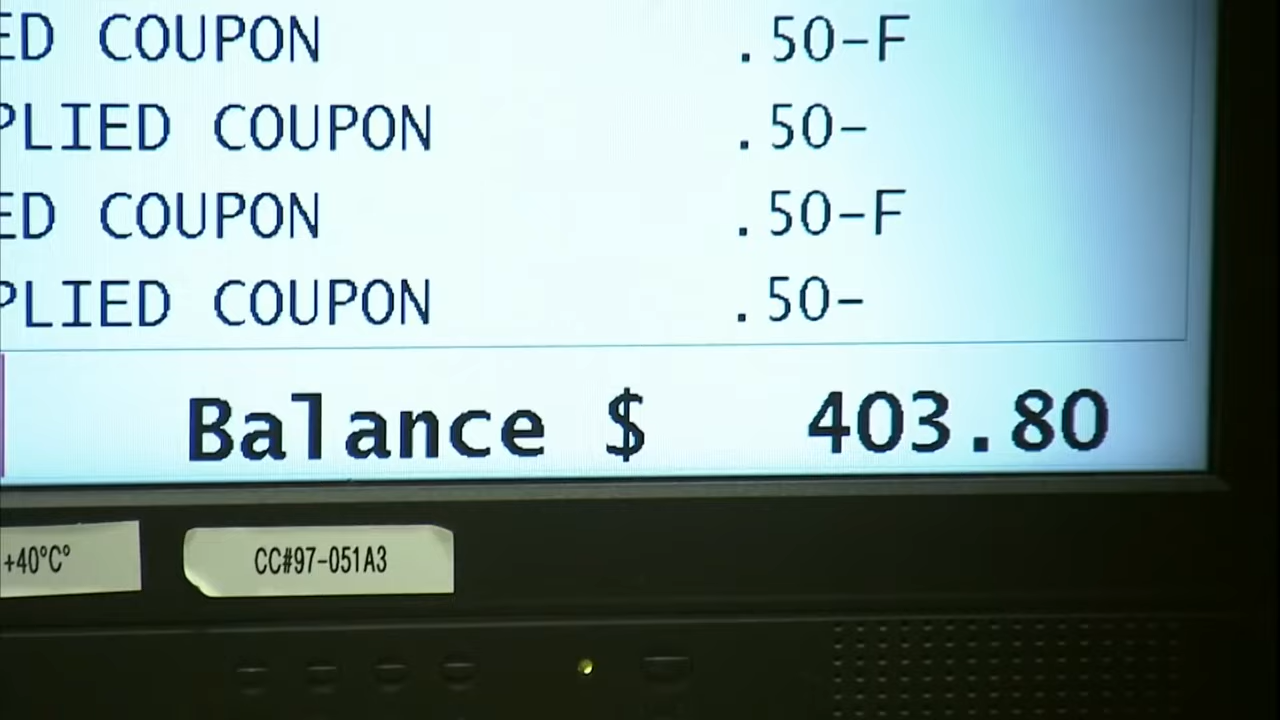 ED COUPON .50-F
PLIED COUPON .50-
ED COUPON .50-F
PLIED COUPON .50-
Balance $ 403.80
+40°C° CC#97-051A3